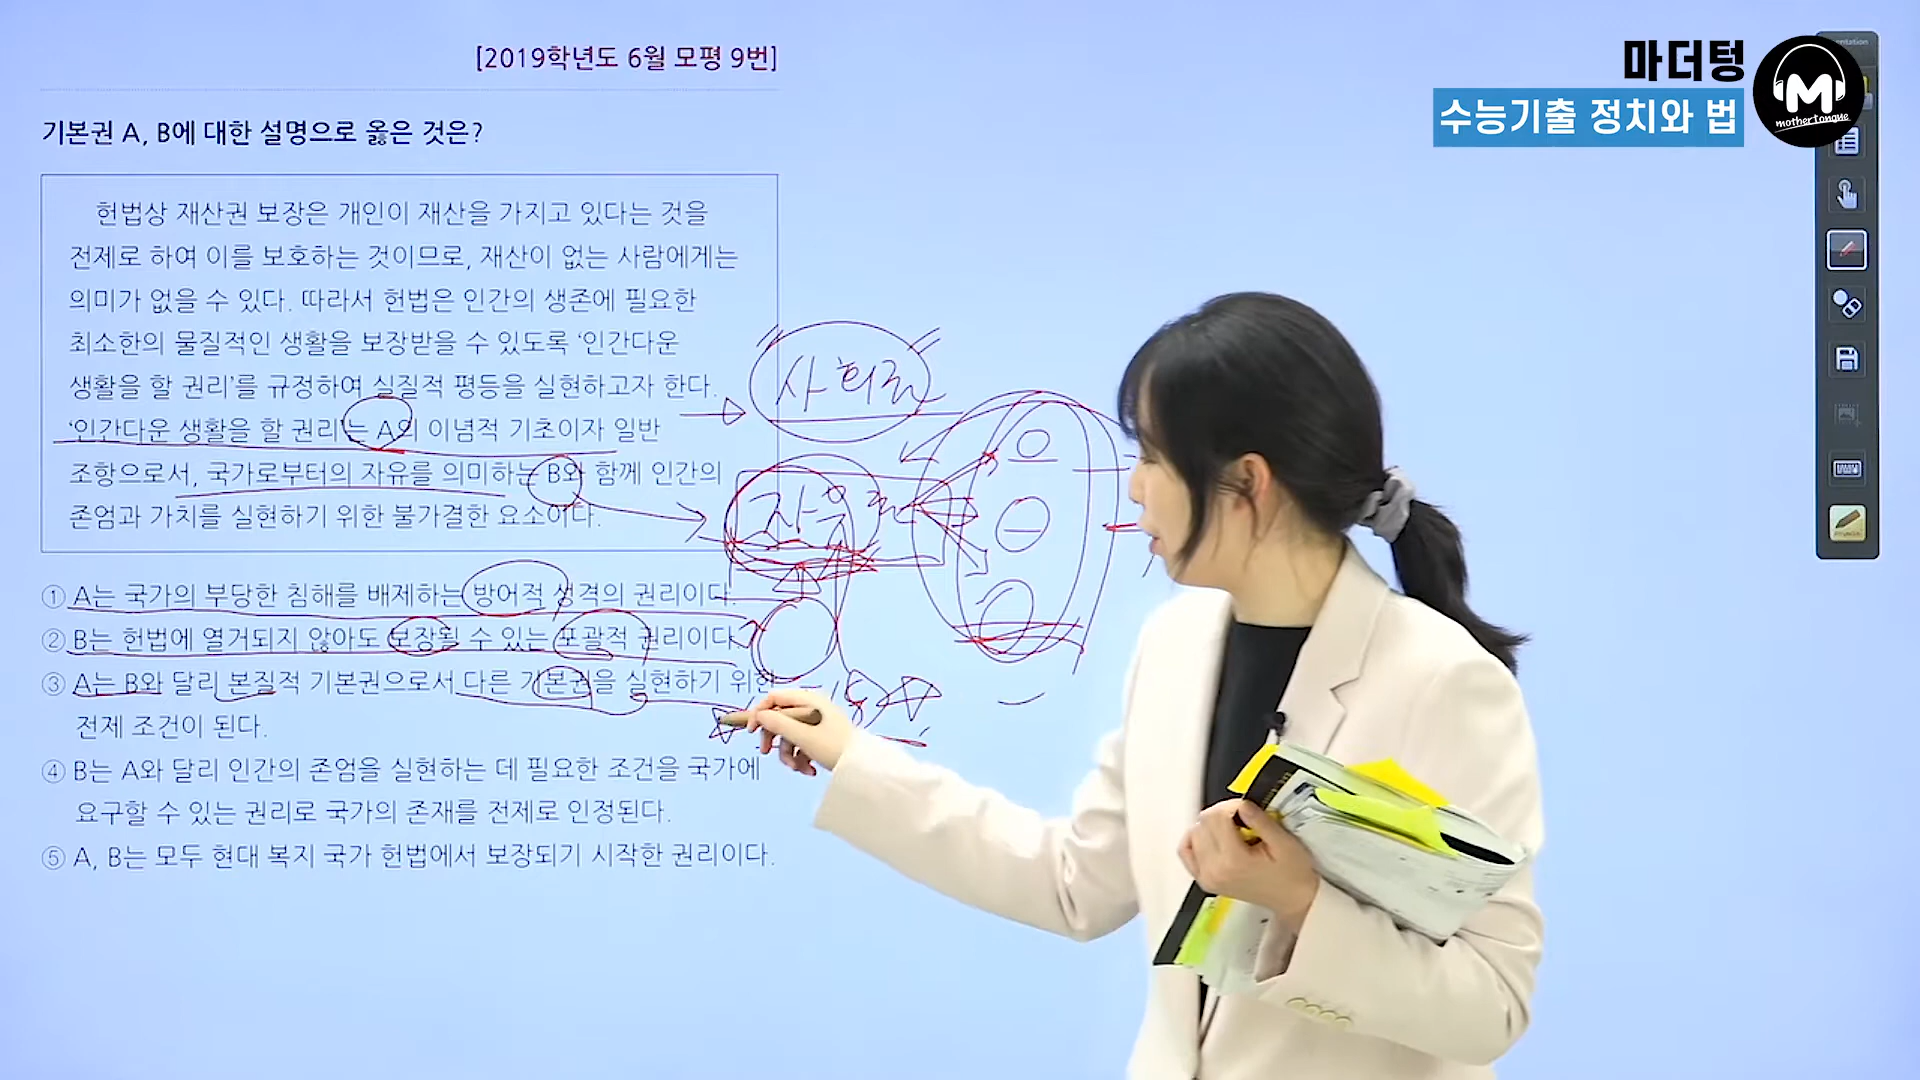 [2019학년도 6월 모평 9번]
마더텅
수능기출 정치와 법
mothertongue
기본권 A, B에 대한 설명으로 옳은 것은?
헌법상 재산권 보장은 개인이 재산을 가지고 있다는 것을
전제로 하여 이를 보호하는 것이므로, 재산이 없는 사람에게는
의미가 없을 수 있다. 따라서 헌법은 인간의 생존에 필요한
최소한의 물질적인 생활을 보장받을 수 있도록 ‘인간다운
생활을 할 권리’를 규정하여 실질적 평등을 실현하고자 한다.
‘인간다운 생활을 할 권리’는 A의 이념적 기초이자 일반
조항으로서, 국가로부터의 자유를 의미하는 B와 함께 인간의
존엄과 가치를 실현하기 위한 불가결한 요소이다.
사회권
자유권
① A는 국가의 부당한 침해를 배제하는 방어적 성격의 권리이다.
② B는 헌법에 열거되지 않아도 보장될 수 있는 포괄적 권리이다.
③ A는 B와 달리 본질적 기본권으로서 다른 기본권을 실현하기 위한
전제 조건이 된다.
④ B는 A와 달리 인간의 존엄을 실현하는 데 필요한 조건을 국가에
요구할 수 있는 권리로 국가의 존재를 전제로 인정된다.
⑤ A, B는 모두 현대 복지 국가 헌법에서 보장되기 시작한 권리이다.